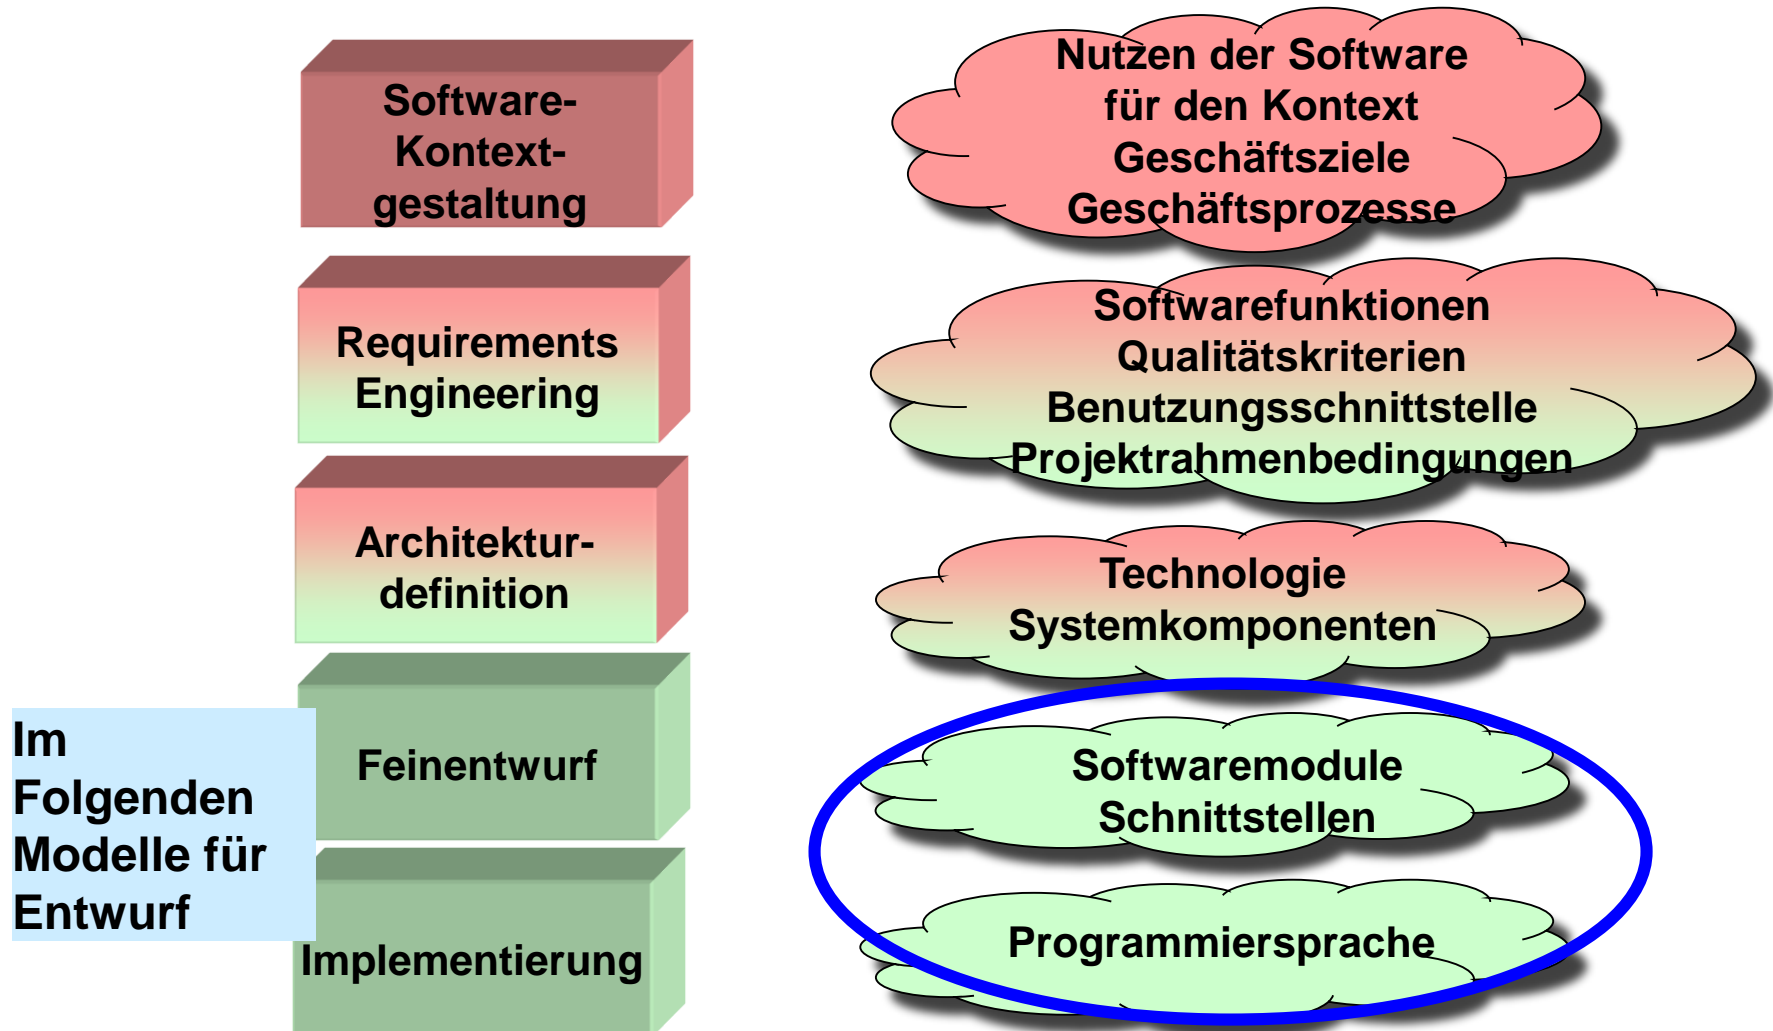 Software-
Kontext-
gestaltung
Nutzen der Software
für den Kontext
Geschäftsziele
Geschäftsprozesse
Requirements
Engineering
Softwarefunktionen
Qualitätskriterien
Benutzungsschnittstelle
Projektrahmenbedingungen
Architektur-
definition
Technologie
Systemkomponenten
Im
Folgenden
Modelle für
Entwurf
Feinentwurf
Softwaremodule
Schnittstellen
Implementierung
Programmiersprache